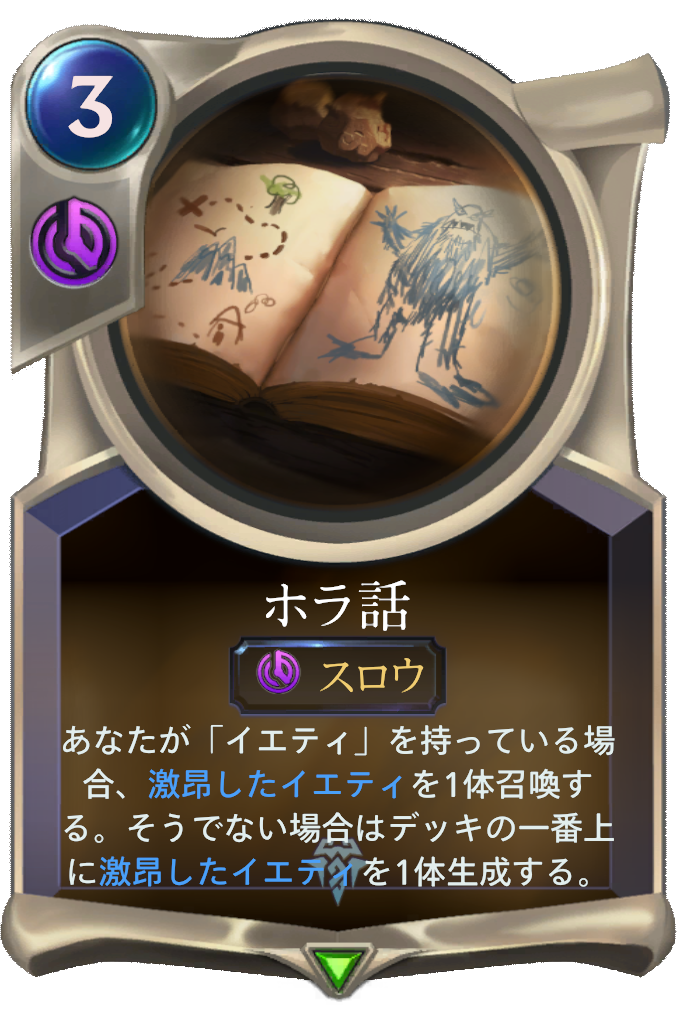 3
ホラ話
スロウ
あなたが「イエティ」を持っている場
合、激昂したイエティを1体召喚す
る。そうでない場合はデッキの一番上
に激昂したイエティを1体生成する。